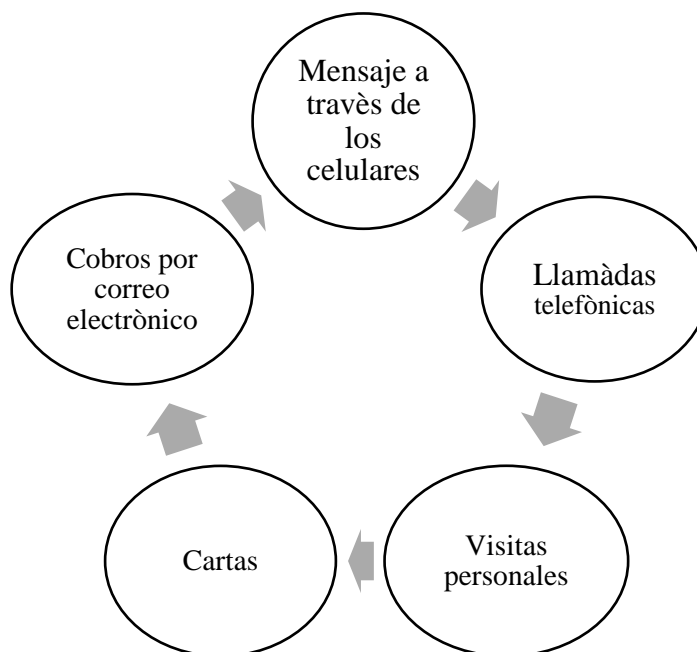 Mensaje a
travès de
los
celulares
Llamàdas
telefònicas
Visitas
personales
Cartas
Cobros por
correo
electrònico